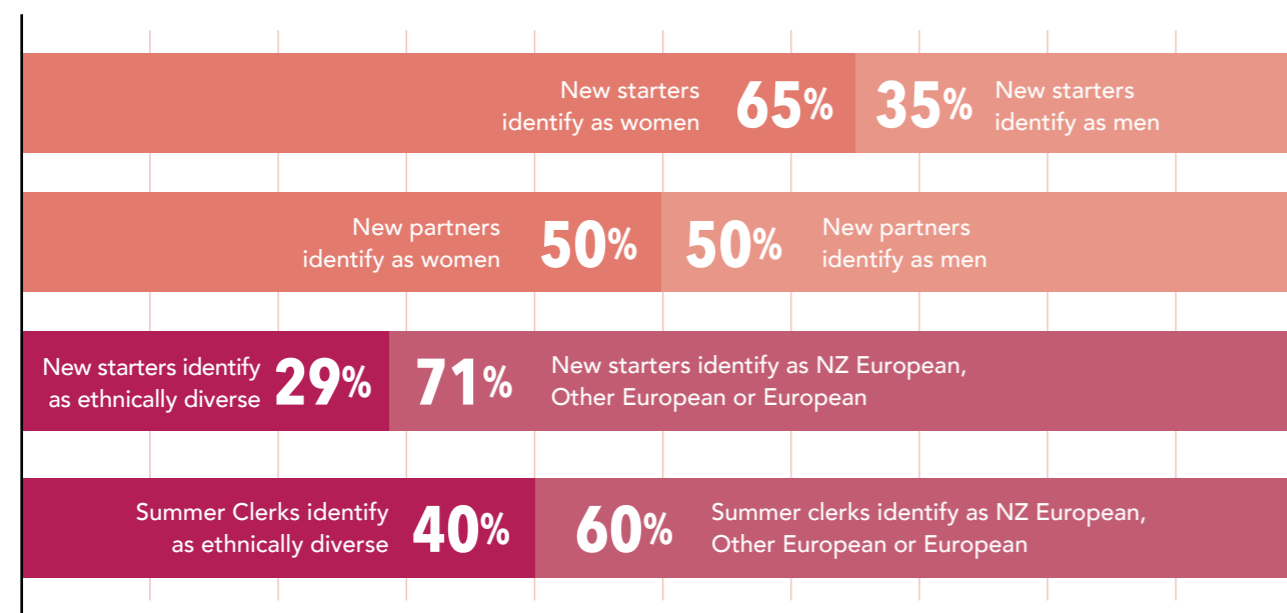 New starters
identify as women
65%
35%
New starters
identify as men
New partners
identify as women
50%
50%
New partners
identify as men
New starters identify
as ethnically diverse
29%
71%
New starters identify as NZ European,
Other European or European
Summer Clerks identify
as ethnically diverse
40%
60%
Summer clerks identify as NZ European,
Other European or European